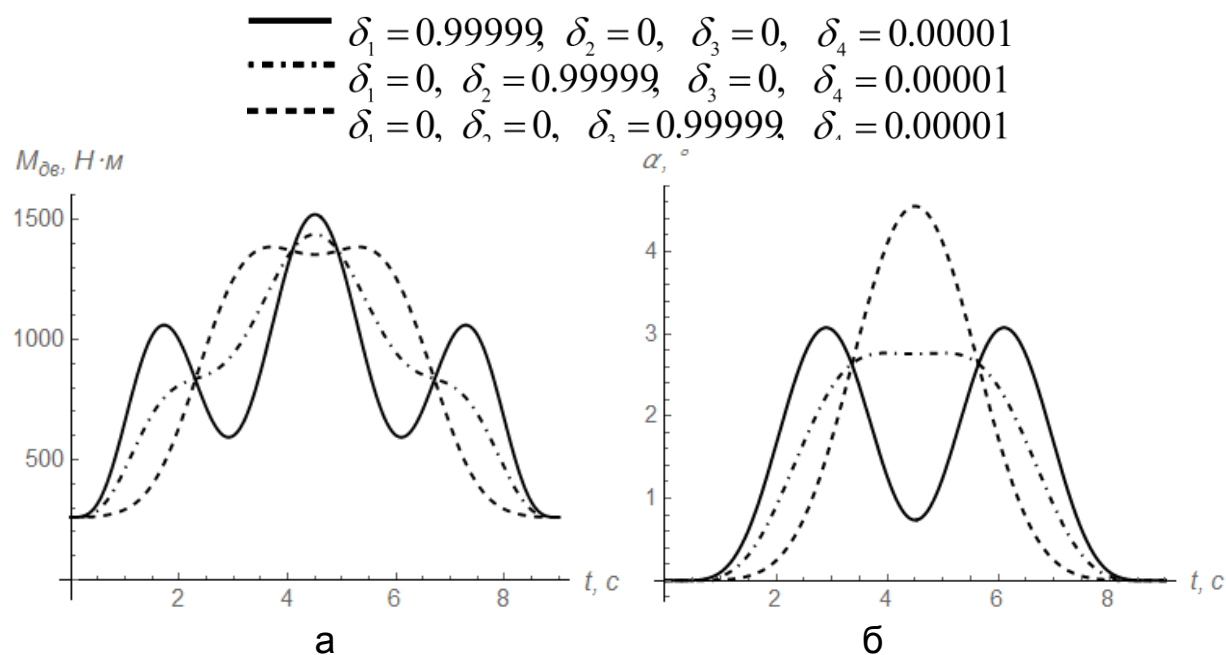 δ₁ = 0.99999, δ₂ = 0, δ₃ = 0, δ₄ = 0.00001
δ₁ = 0, δ₂ = 0.99999, δ₃ = 0, δ₄ = 0.00001
δ₁ = 0, δ₂ = 0, δ₃ = 0.99999, δ₄ = 0.00001
M_дв, Н·м
1500
1000
500
2 4 6 8
t, с
а
α, °
4
3
2
1
2 4 6 8
t, с
б